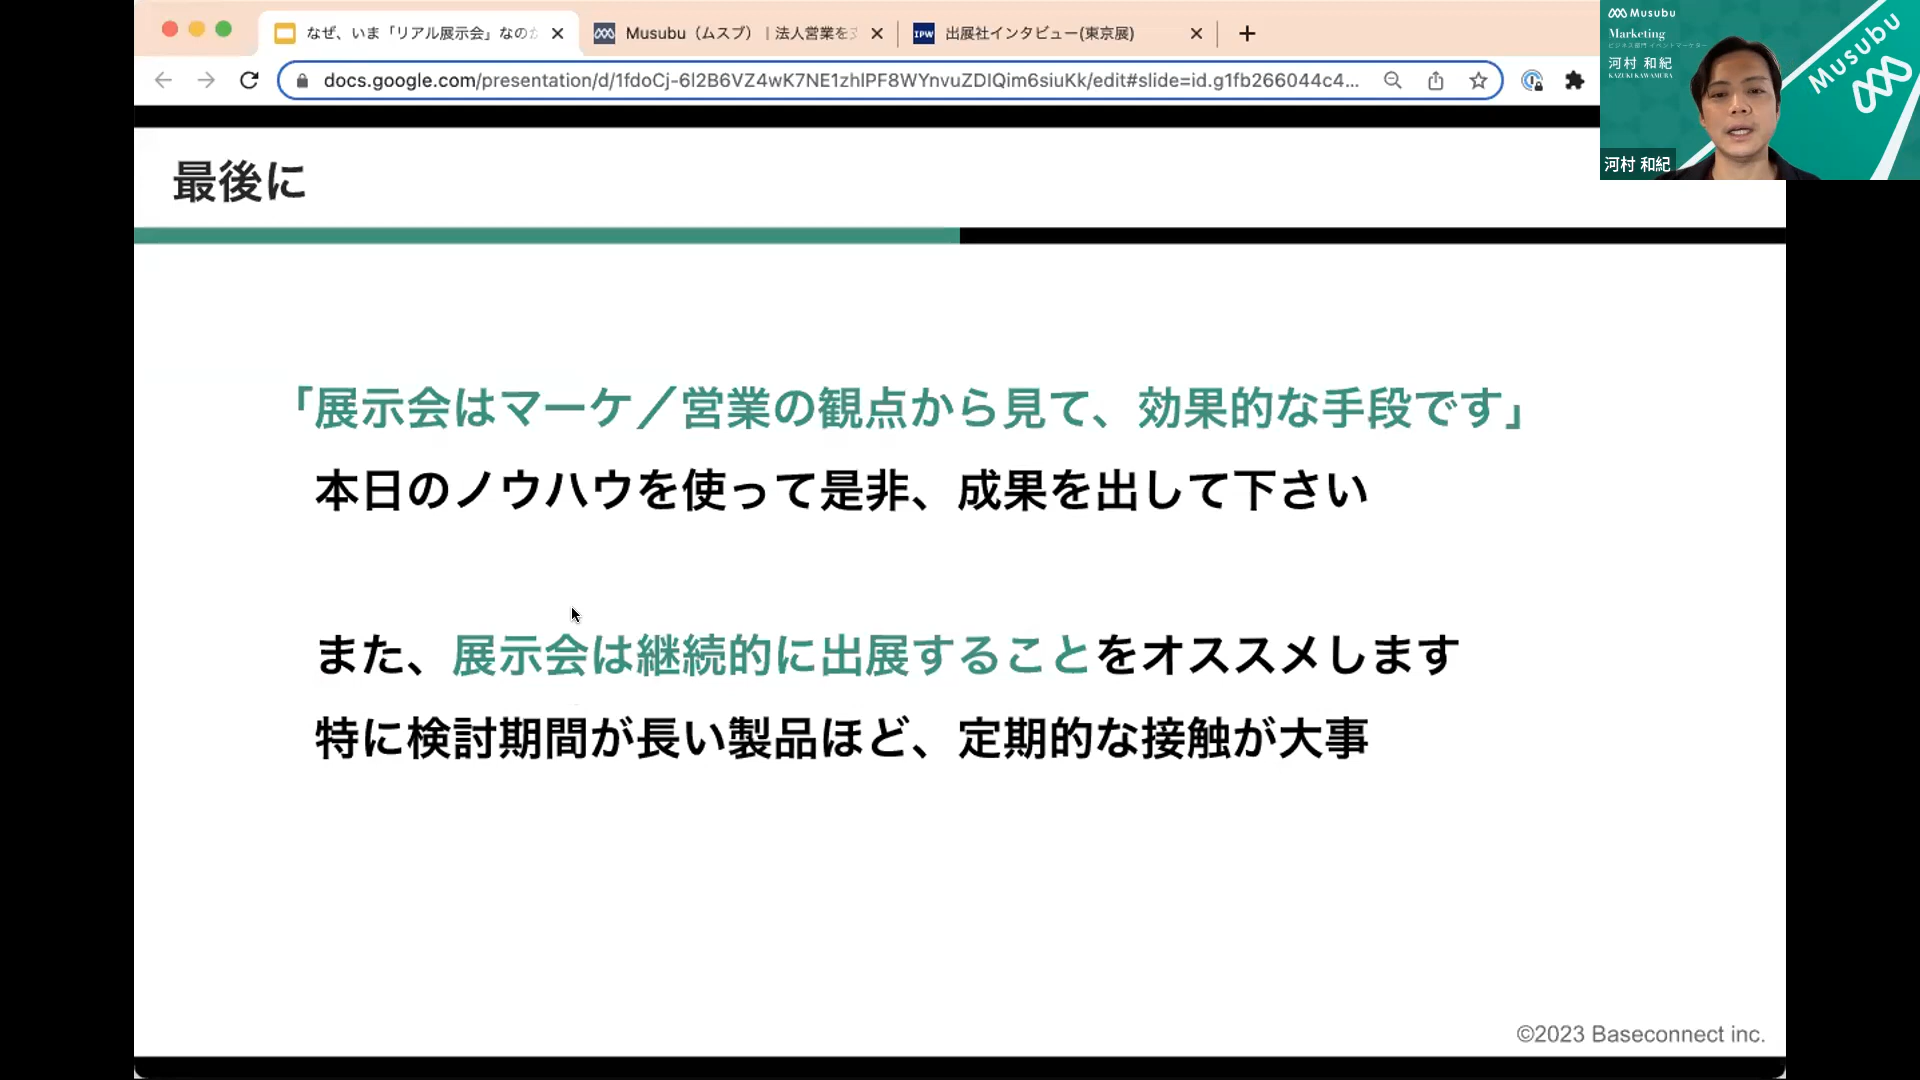 なぜ、いま「リアル展示会」なのか
Musubu（ムスブ）｜法人営業を
IPW
出展社インタビュー(東京展)
docs.google.com/presentation/d/1fdoCj-6l2B6VZ4wK7NE1zhlPF8WYnvuZDIQim6siuKk/edit#slide=id.g1fb266044c4...
Musubu
Marketing
河村 和紀
KAZUKI KAWAMURA
Musubu
河村 和紀
最後に
「展示会はマーケ／営業の観点から見て、効果的な手段です」
本日のノウハウを使って是非、成果を出して下さい
また、展示会は継続的に出展することをオススメします
特に検討期間が長い製品ほど、定期的な接触が大事
©2023 Baseconnect inc.